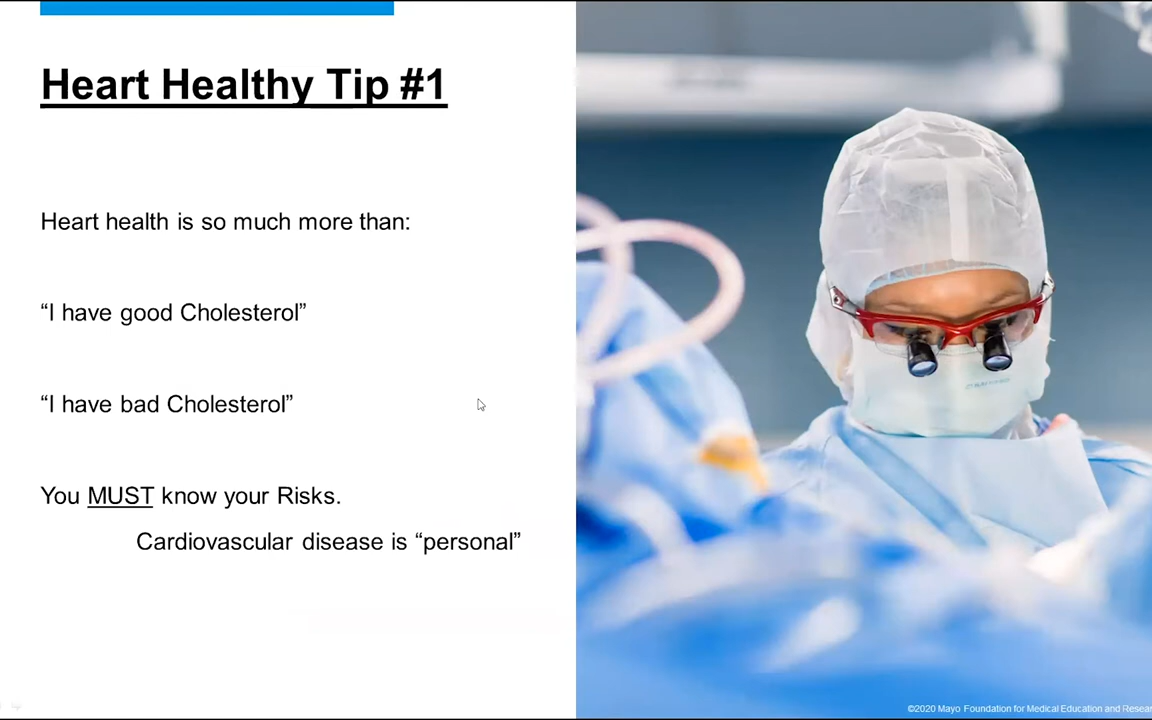 Heart Healthy Tip #1
Heart health is so much more than:
“I have good Cholesterol”
“I have bad Cholesterol”
You MUST know your Risks.
Cardiovascular disease is “personal”
©2020 Mayo Foundation for Medical Education and